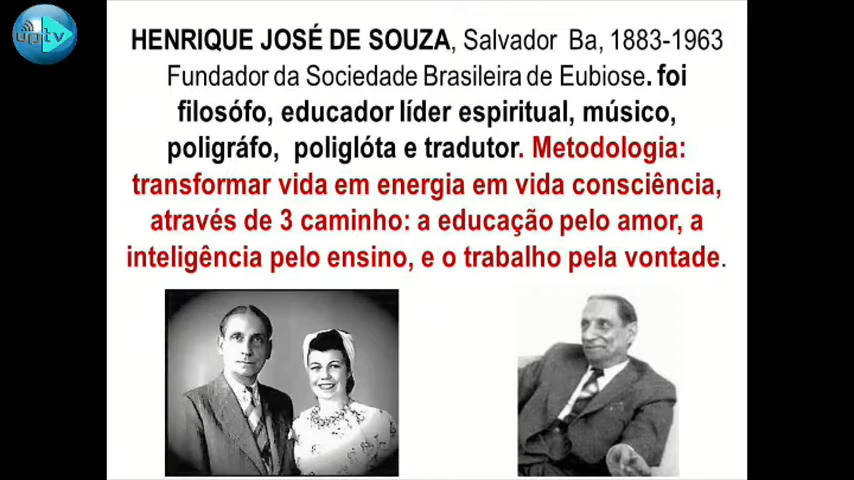 uptv
HENRIQUE JOSÉ DE SOUZA, Salvador Ba, 1883-1963
Fundador da Sociedade Brasileira de Eubiose. foi
filosófo, educador líder espiritual, músico,
poligráfo, poliglóta e tradutor. Metodologia:
transformar vida em energia em vida consciência,
através de 3 caminho: a educação pelo amor, a
inteligência pelo ensino, e o trabalho pela vontade.